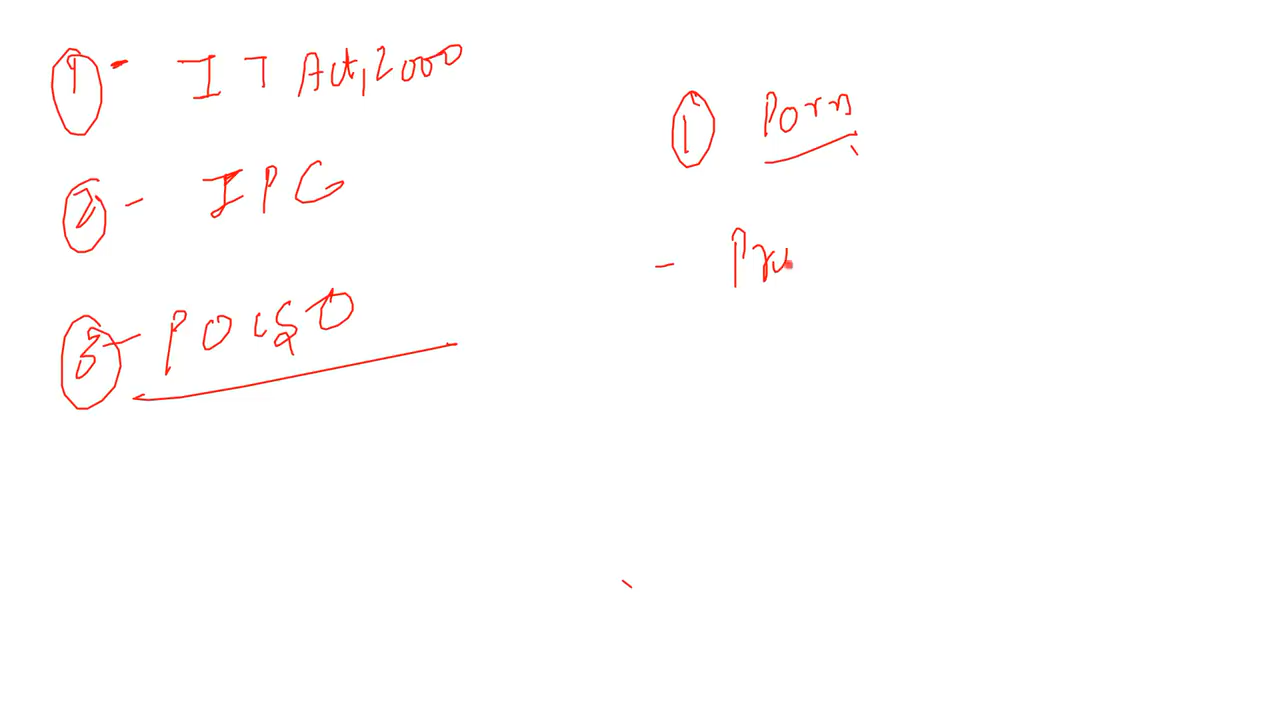 1 - IT Act, 2000
2 - IPC
3 - POCSO
1 Porn
-